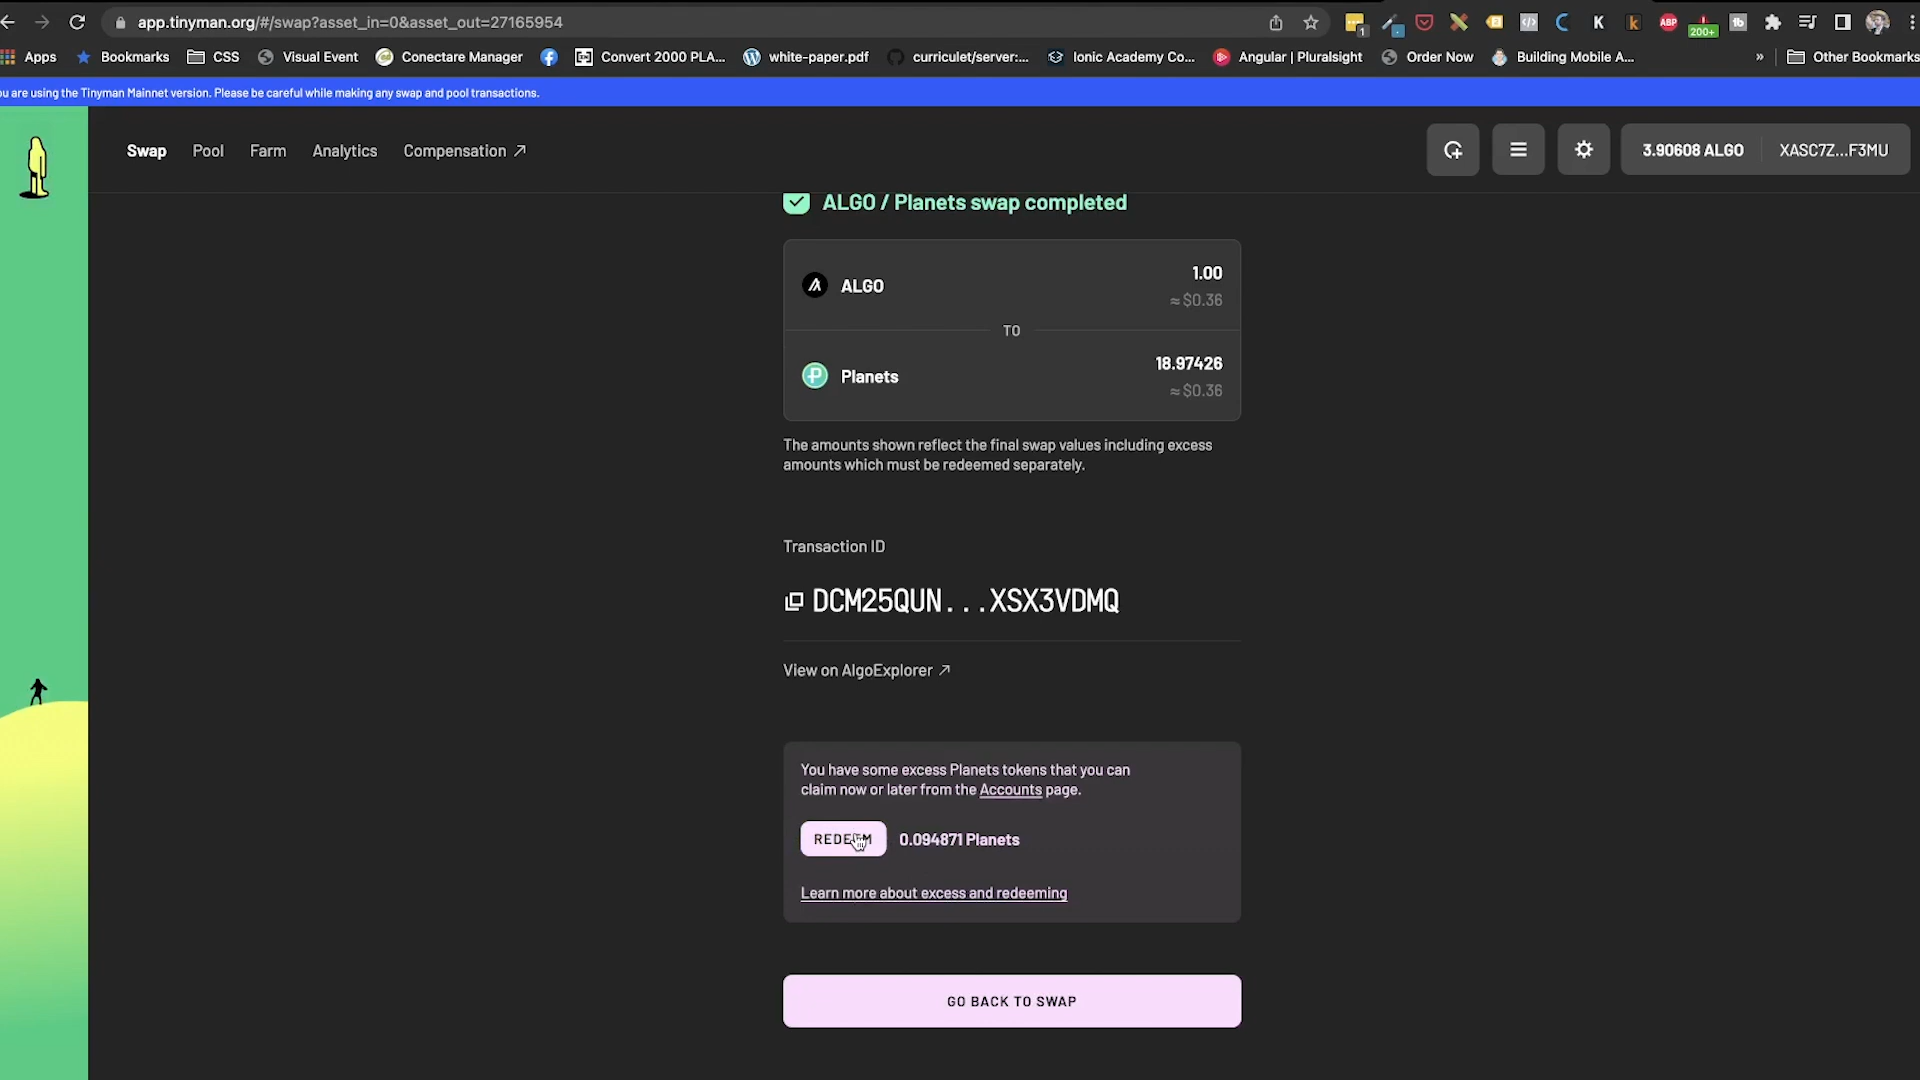 app.tinyman.org/#/swap?asset_in=0&asset_out=27165954
1
ABP
200+
tb
K
k
Apps
Bookmarks
CSS
Visual Event
Conectare Manager
Convert 2000 PLA...
white-paper.pdf
curriculet/server:...
Ionic Academy Co...
Angular | Pluralsight
Order Now
Building Mobile A...
»
Other Bookmarks
ou are using the Tinyman Mainnet version. Please be careful while making any swap and pool transactions.
Swap
Pool
Farm
Analytics
Compensation ↗
3.90608 ALGO
XASC7Z...F3MU
ALGO / Planets swap completed
ALGO
1.00
≈$0.36
TO
Planets
18.97426
≈$0.36
The amounts shown reflect the final swap values including excess
amounts which must be redeemed separately.
Transaction ID
DCM25QUN...XSX3VDMQ
View on AlgoExplorer ↗
You have some excess Planets tokens that you can
claim now or later from the Accounts page.
REDEEM
0.094871 Planets
Learn more about excess and redeeming
GO BACK TO SWAP